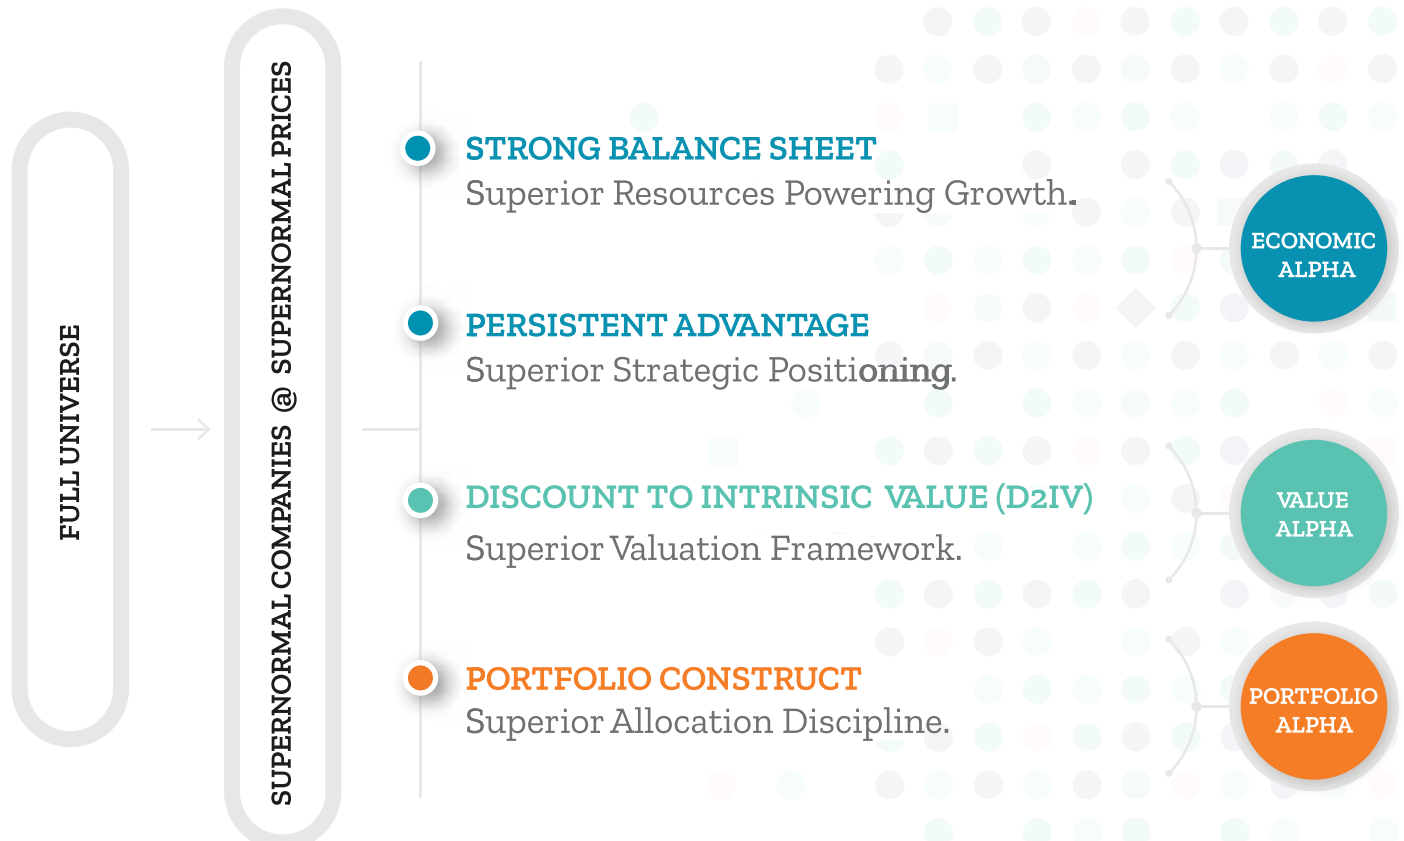 FULL UNIVERSE
SUPERNORMAL COMPANIES @ SUPERNORMAL PRICES
STRONG BALANCE SHEET
Superior Resources Powering Growth.
PERSISTENT ADVANTAGE
Superior Strategic Positioning.
ECONOMIC
ALPHA
DISCOUNT TO INTRINSIC VALUE (D2IV)
Superior Valuation Framework.
VALUE
ALPHA
PORTFOLIO CONSTRUCT
Superior Allocation Discipline.
PORTFOLIO
ALPHA